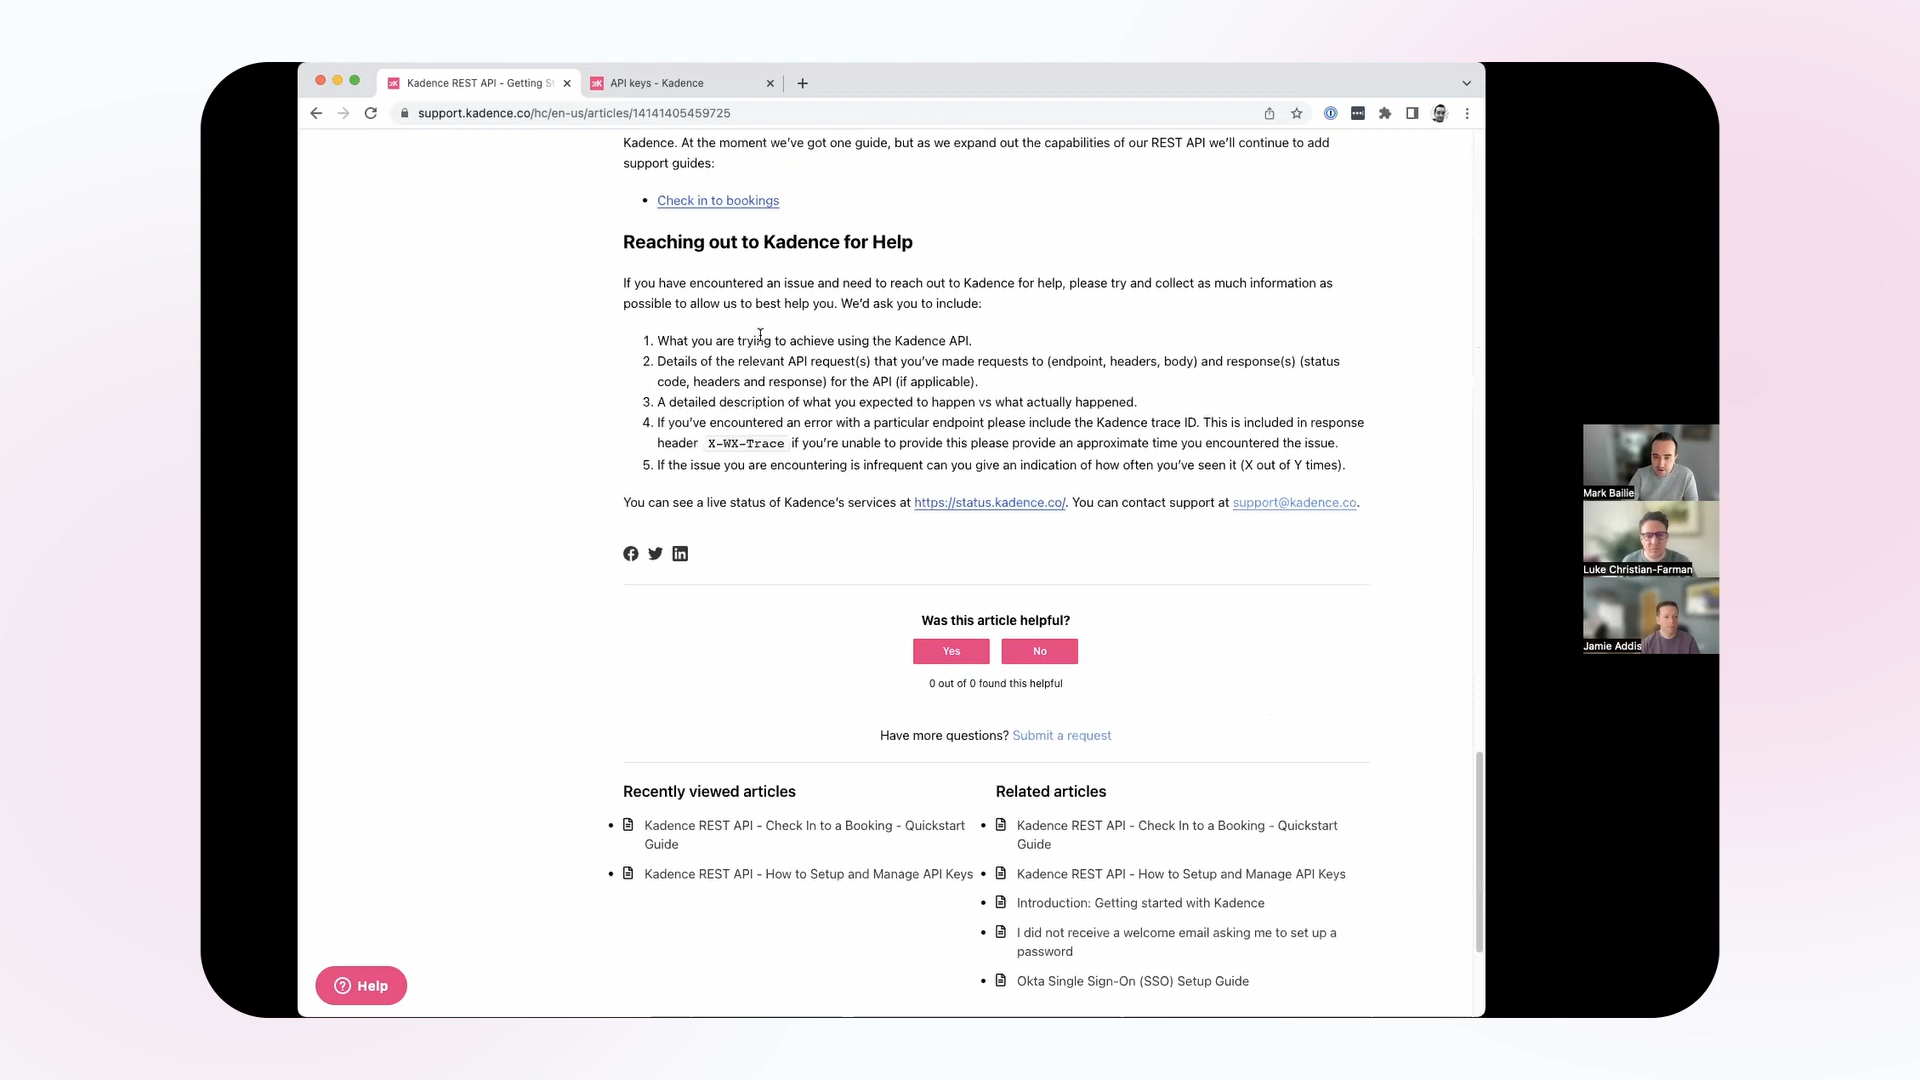 Kadence REST API - Getting S
API keys - Kadence
support.kadence.co/hc/en-us/articles/14141405459725
Kadence. At the moment we've got one guide, but as we expand out the capabilities of our REST API we'll continue to add
support guides:
• Check in to bookings
Reaching out to Kadence for Help
If you have encountered an issue and need to reach out to Kadence for help, please try and collect as much information as
possible to allow us to best help you. We'd ask you to include:
1. What you are trying to achieve using the Kadence API.
2. Details of the relevant API request(s) that you've made requests to (endpoint, headers, body) and response(s) (status
code, headers and response) for the API (if applicable).
3. A detailed description of what you expected to happen vs what actually happened.
4. If you've encountered an error with a particular endpoint please include the Kadence trace ID. This is included in response
header X-WX-Trace if you're unable to provide this please provide an approximate time you encountered the issue.
5. If the issue you are encountering is infrequent can you give an indication of how often you've seen it (X out of Y times).
You can see a live status of Kadence's services at https://status.kadence.co/. You can contact support at support@kadence.co.
Was this article helpful?
Yes
No
0 out of 0 found this helpful
Have more questions? Submit a request
Recently viewed articles
• Kadence REST API - Check In to a Booking - Quickstart
Guide
• Kadence REST API - How to Setup and Manage API Keys
Related articles
• Kadence REST API - Check In to a Booking - Quickstart
Guide
• Kadence REST API - How to Setup and Manage API Keys
• Introduction: Getting started with Kadence
• I did not receive a welcome email asking me to set up a
password
• Okta Single Sign-On (SSO) Setup Guide
Help
Mark Bailie
Luke Christian-Farman
Jamie Addis